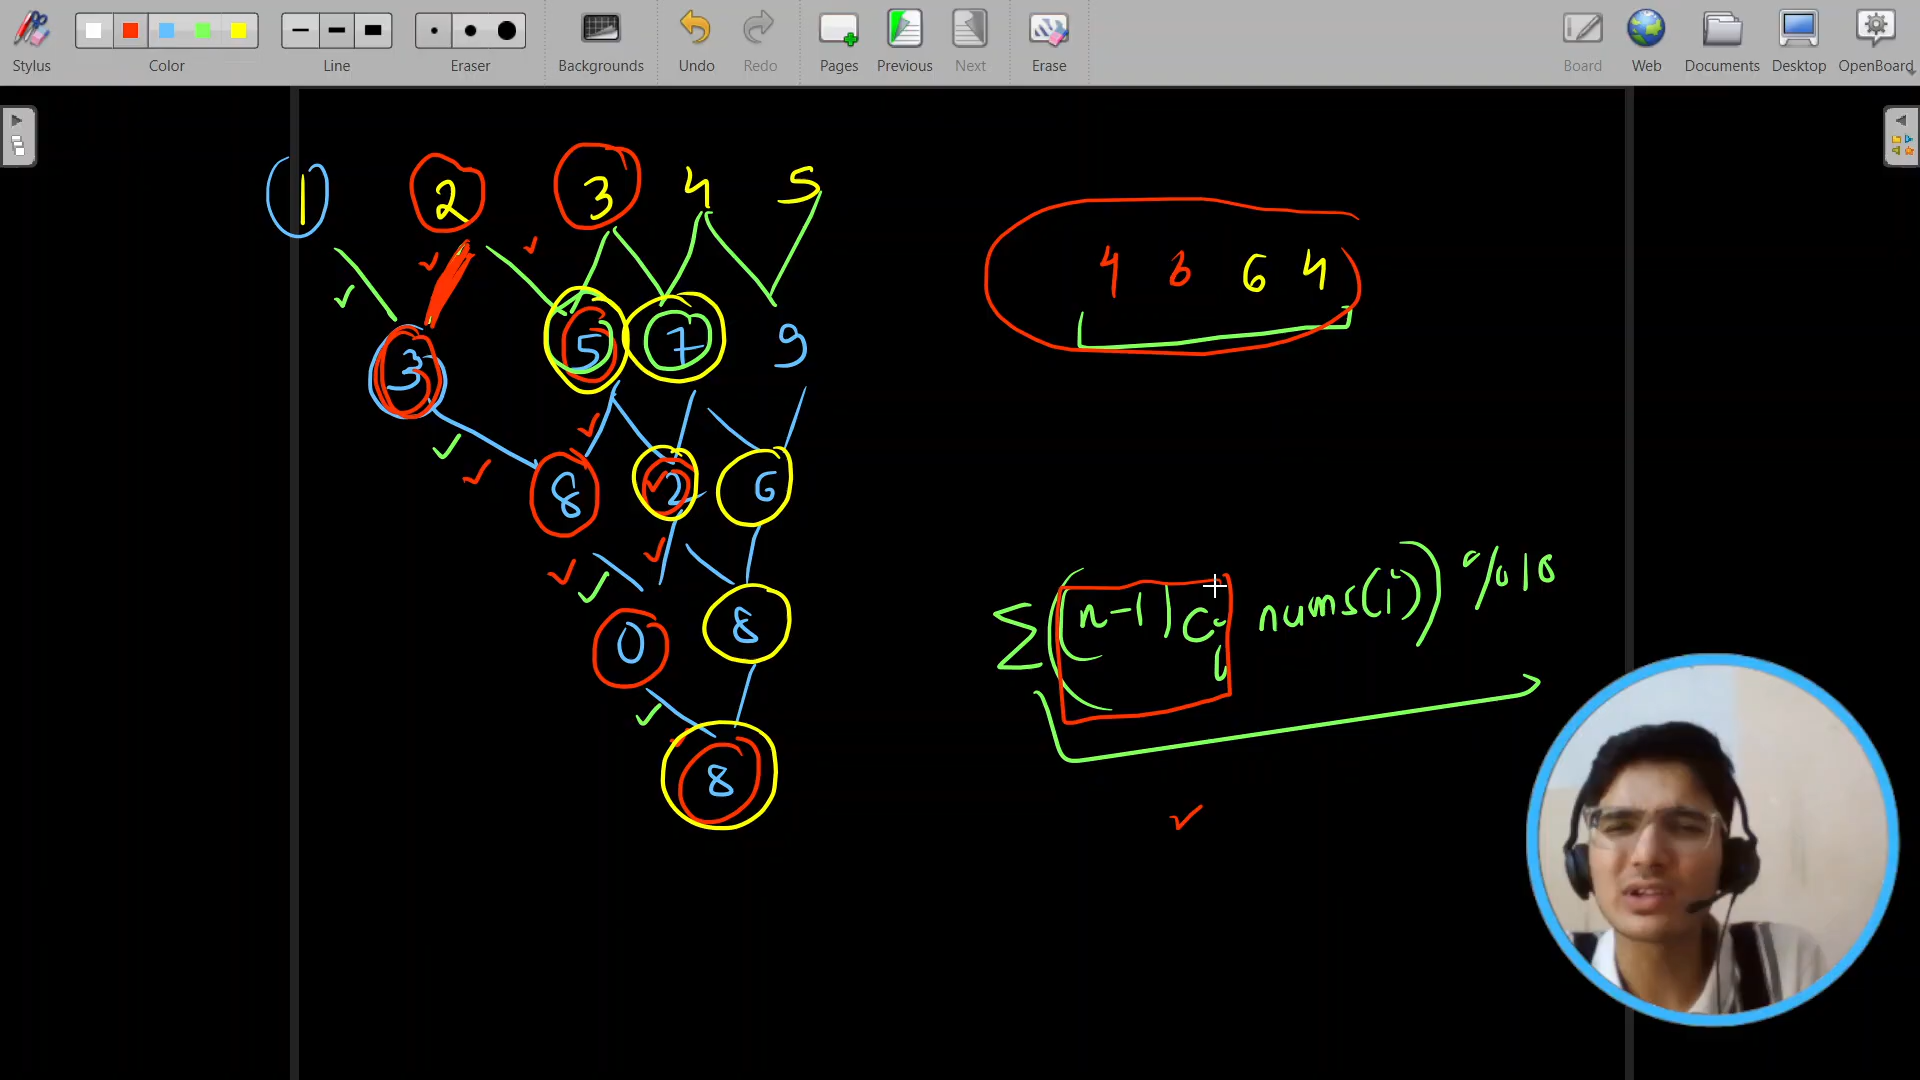 Stylus Color Line Eraser Backgrounds Undo Redo Pages Previous Next Erase Board Web Documents Desktop OpenBoard
1 2 3 4 5
4 6 6 4
3 5 7 9
8 2 6
0 8
Σ((n-1)Cᵢ nums(i)) % 10
8